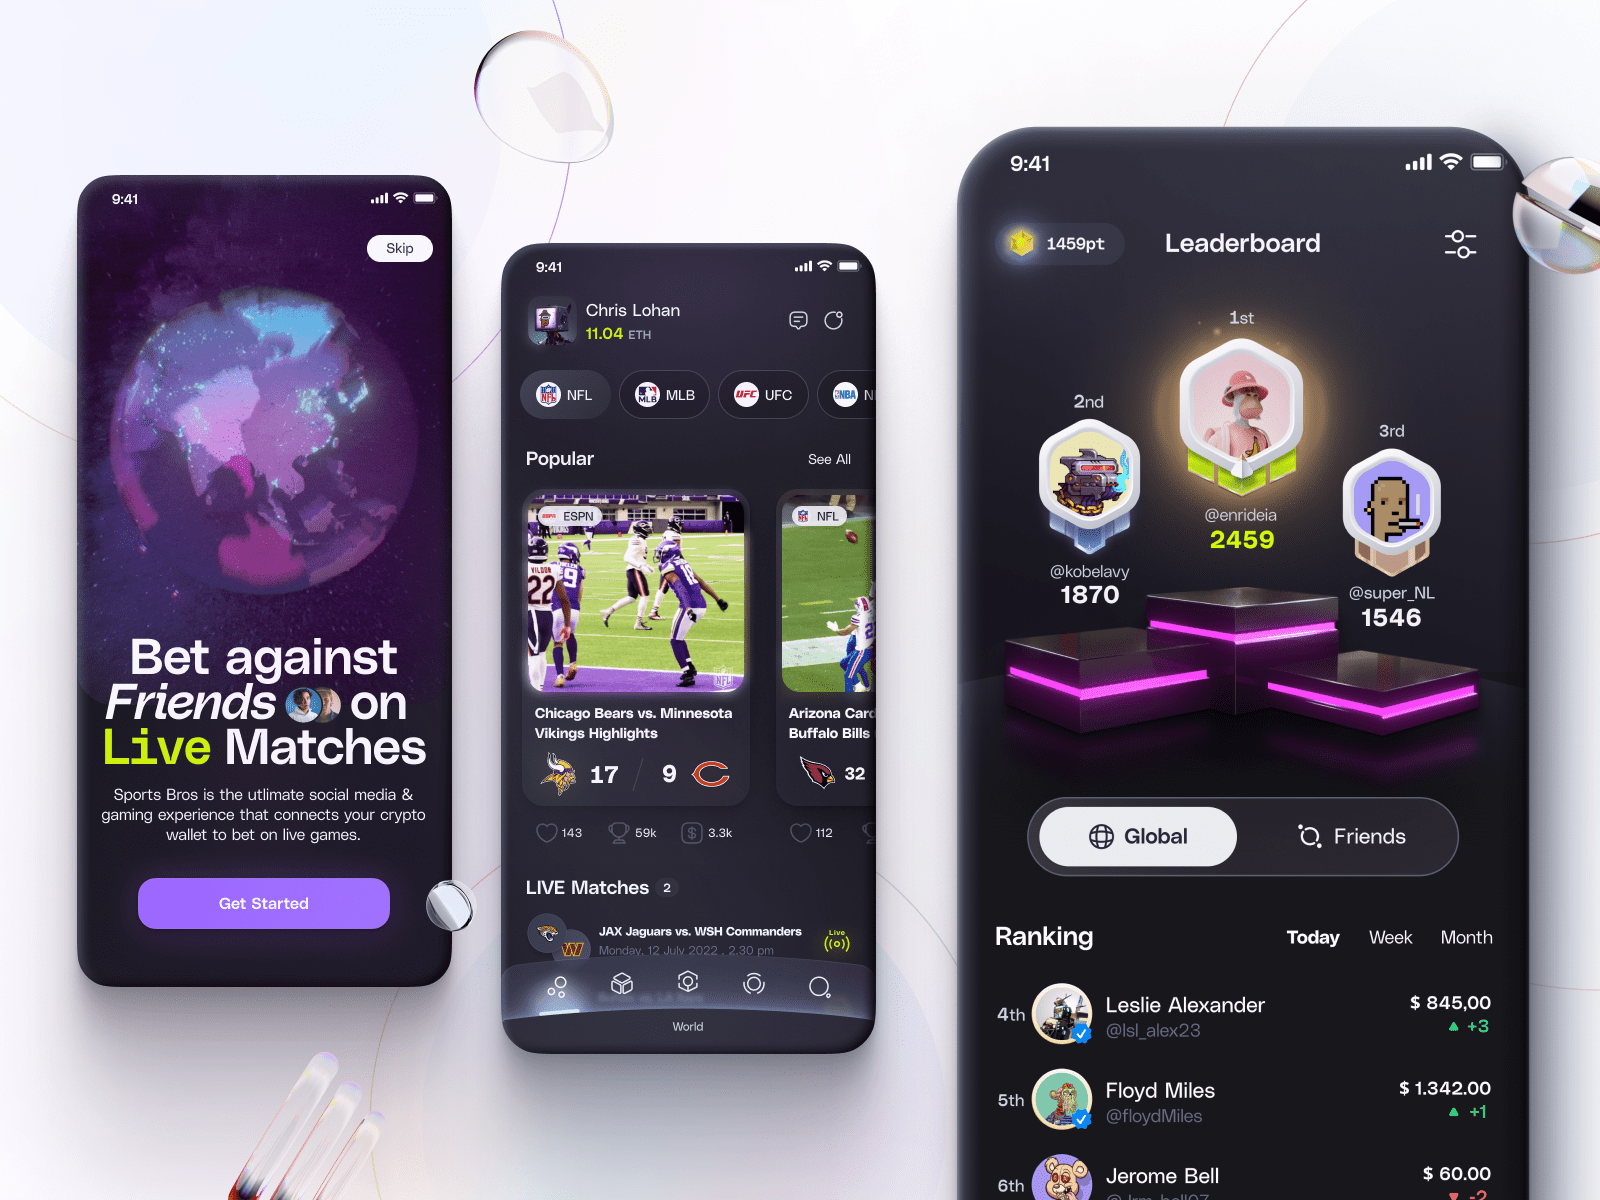 9:41
Skip
Bet against
Friends on
Live Matches
Sports Bros is the utlimate social media &
gaming experience that connects your crypto
wallet to bet on live games.
Get Started
9:41
Chris Lohan
11.04 ETH
NFL
MLB
UFC
NBA
Popular
See All
ESPN
NFL
Chicago Bears vs. Minnesota
Vikings Highlights
17 / 9
Arizona Card
Buffalo Bills
32
143
59k
3.3k
112
LIVE Matches 2
JAX Jaguars vs. WSH Commanders
Monday, 12 July 2022 . 2.30 pm
Live
World
9:41
1459pt
Leaderboard
1st
2nd
3rd
@enrideia
2459
@kobelavy
1870
@super_NL
1546
Global
Friends
Ranking
Today
Week
Month
4th
Leslie Alexander
@lsl_alex23
$ 845,00
+3
5th
Floyd Miles
@floydMiles
$ 1.342.00
+1
6th
Jerome Bell
$ 60.00
-2